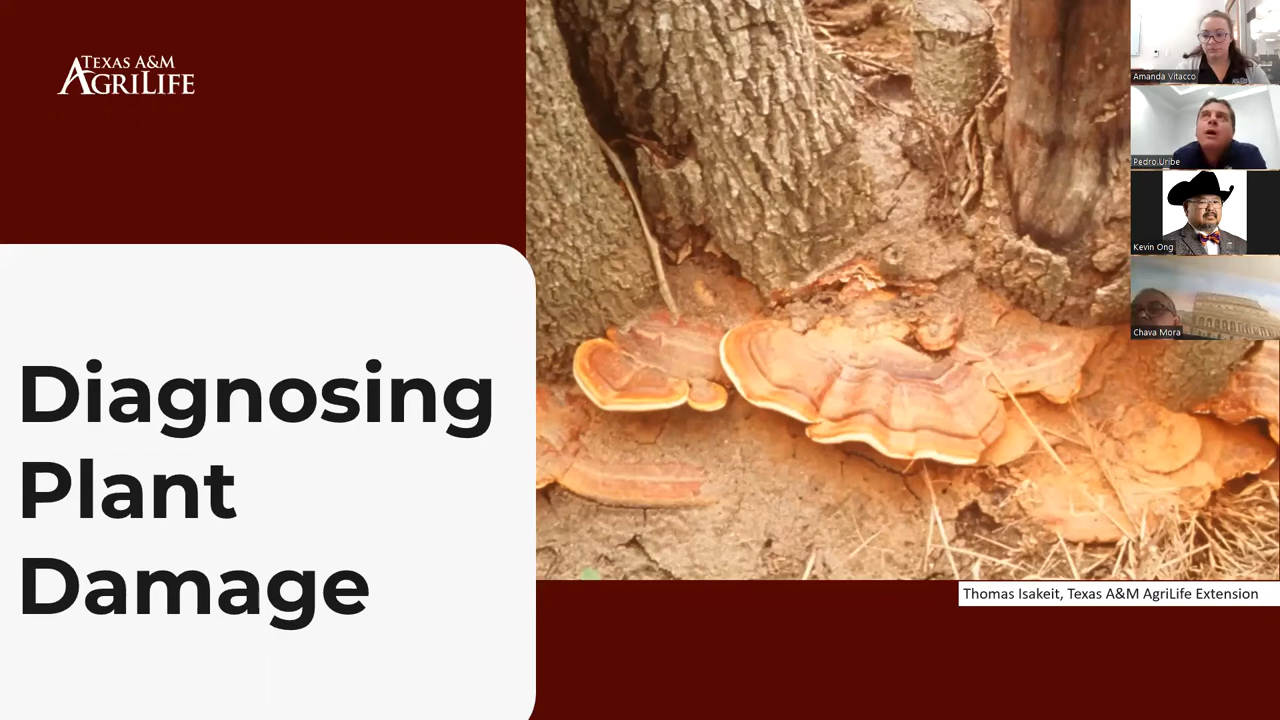 TEXAS A&M
AGRILIFE
Diagnosing
Plant
Damage
Thomas Isakeit, Texas A&M AgriLife Extension
Amanda Vitacco
Pedro Uribe
Kevin Ong
Chava Mora